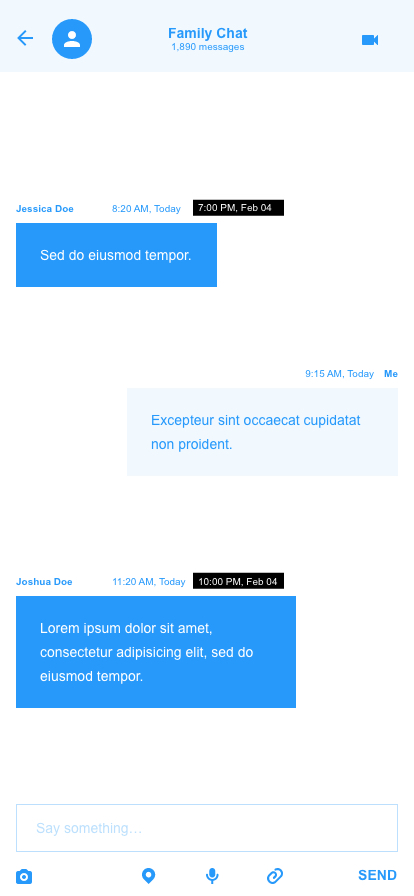 Family Chat
1,890 messages
Jessica Doe 8:20 AM, Today 7:00 PM, Feb 04
Sed do eiusmod tempor.
9:15 AM, Today Me
Excepteur sint occaecat cupidatat
non proident.
Joshua Doe 11:20 AM, Today 10:00 PM, Feb 04
Lorem ipsum dolor sit amet,
consectetur adipisicing elit, sed do
eiusmod tempor.
Say something…
SEND